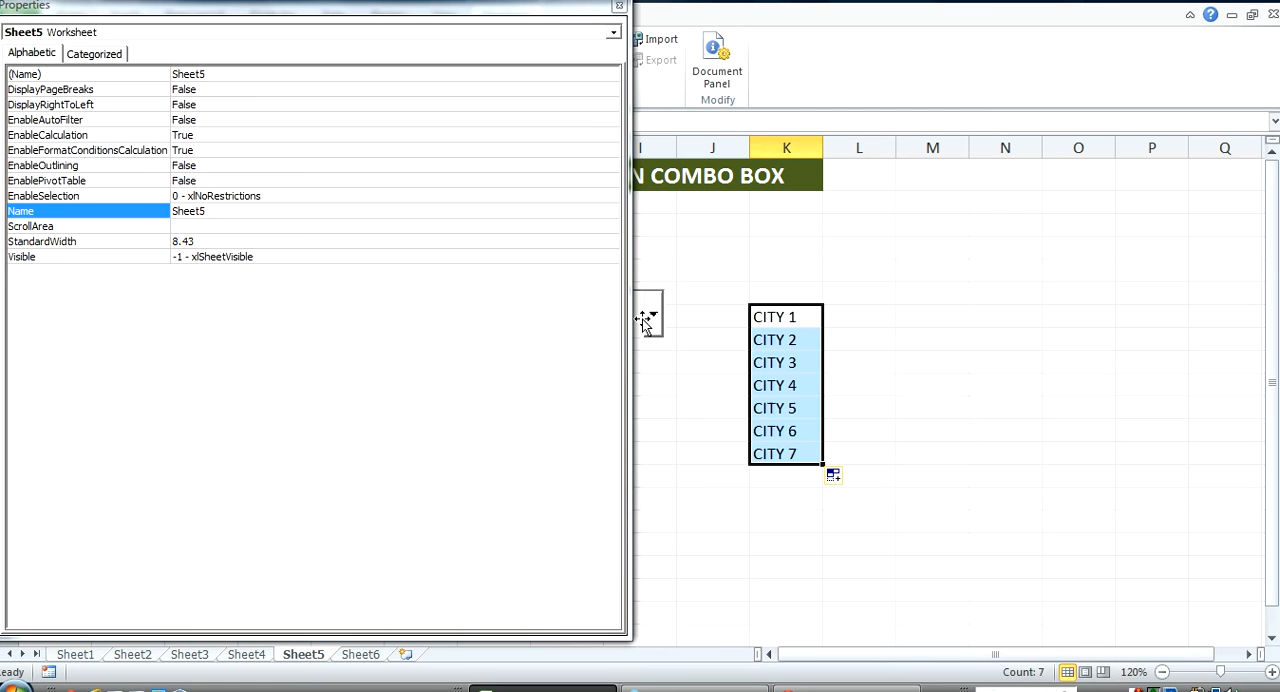 Properties
Sheet5 Worksheet
Alphabetic Categorized
(Name) Sheet5
DisplayPageBreaks False
DisplayRightToLeft False
EnableAutoFilter False
EnableCalculation True
EnableFormatConditionsCalculation True
EnableOutlining False
EnablePivotTable False
EnableSelection 0 - xlNoRestrictions
Name Sheet5
ScrollArea
StandardWidth 8.43
Visible -1 - xlSheetVisible
Import
Export
Document
Panel
Modify
I J K L M N O P Q
N COMBO BOX
CITY 1
CITY 2
CITY 3
CITY 4
CITY 5
CITY 6
CITY 7
Sheet1 Sheet2 Sheet3 Sheet4 Sheet5 Sheet6
eady Count: 7 120%